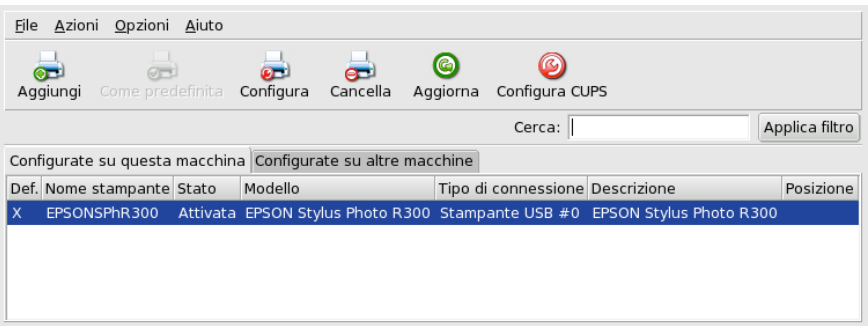 File Azioni Opzioni Aiuto
Aggiungi Come predefinita Configura Cancella Aggiorna Configura CUPS
Cerca: Applica filtro
Configurate su questa macchina Configurate su altre macchine
Def. Nome stampante Stato Modello Tipo di connessione Descrizione Posizione
X EPSONSPhR300 Attivata EPSON Stylus Photo R300 Stampante USB #0 EPSON Stylus Photo R300